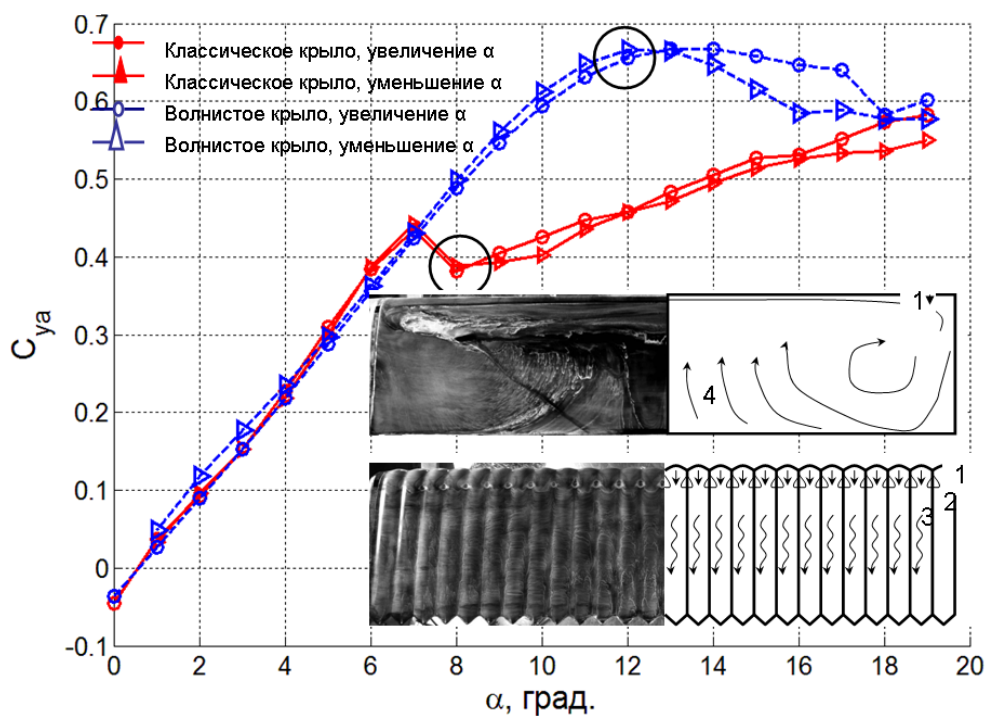 0.7
Классическое крыло, увеличение α
Классическое крыло, уменьшение α
Волнистое крыло, увеличение α
Волнистое крыло, уменьшение α
0.6
0.5
0.4
0.3
0.2
0.1
0
-0.1
Cya
1
4
1
2
3
0 2 4 6 8 10 12 14 16 18 20
α, град.